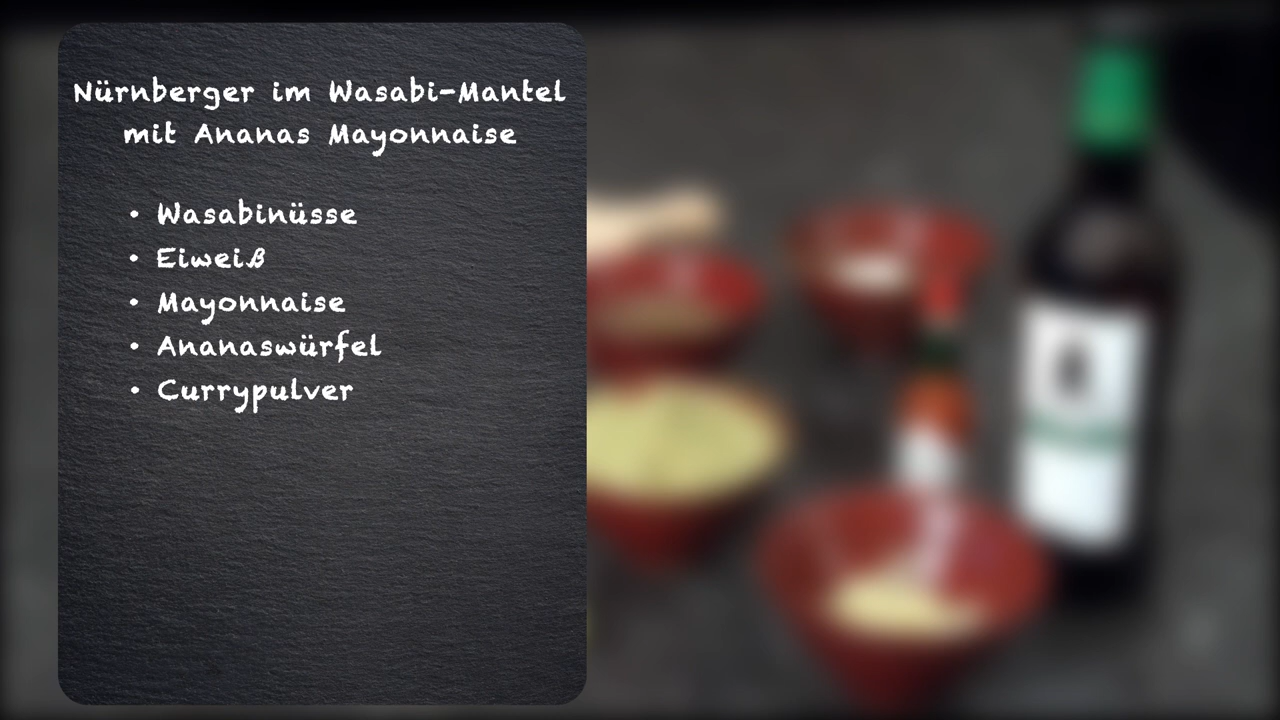 Nürnberger im Wasabi-Mantel
mit Ananas Mayonnaise
• Wasabinüsse
• Eiweiß
• Mayonnaise
• Ananaswürfel
• Currypulver